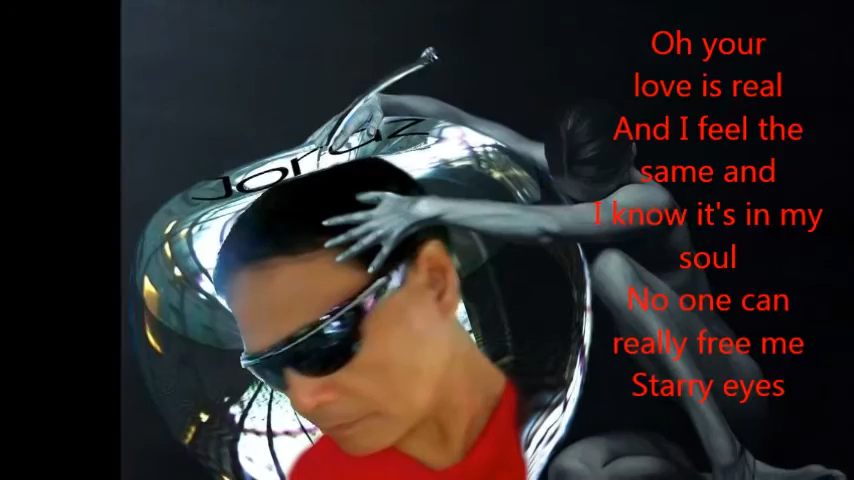 Jordz
Oh your
love is real
And I feel the
same and
I know it's in my
soul
No one can
really free me
Starry eyes